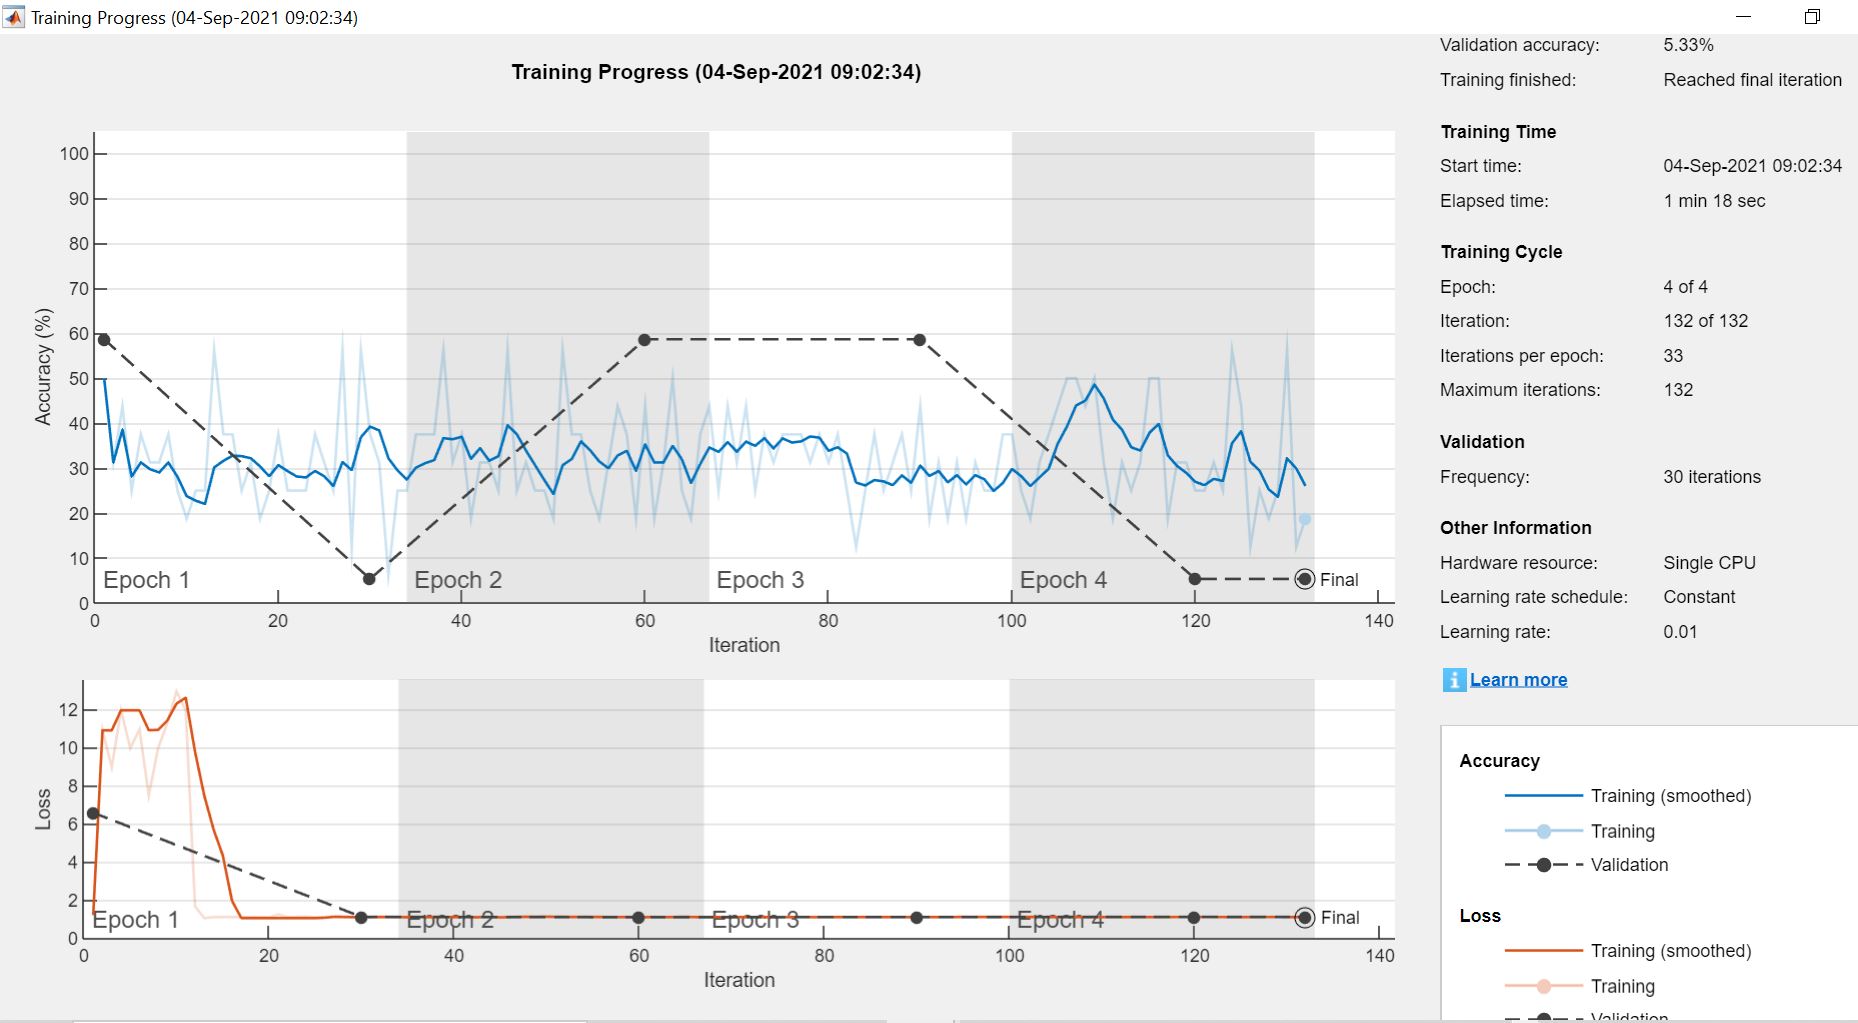 Training Progress (04-Sep-2021 09:02:34)
Training Progress (04-Sep-2021 09:02:34)
100
90
80
70
60
50
40
30
20
10
0
Accuracy (%)
Epoch 1
Epoch 2
Epoch 3
Epoch 4
Final
0 20 40 60 80 100 120 140
Iteration
12
10
8
6
4
2
0
Loss
Epoch 1
Epoch 2
Epoch 3
Epoch 4
Final
0 20 40 60 80 100 120 140
Iteration
Validation accuracy: 5.33%
Training finished: Reached final iteration
Training Time
Start time: 04-Sep-2021 09:02:34
Elapsed time: 1 min 18 sec
Training Cycle
Epoch: 4 of 4
Iteration: 132 of 132
Iterations per epoch: 33
Maximum iterations: 132
Validation
Frequency: 30 iterations
Other Information
Hardware resource: Single CPU
Learning rate schedule: Constant
Learning rate: 0.01
i Learn more
Accuracy
Training (smoothed)
Training
Validation
Loss
Training (smoothed)
Training
Validation